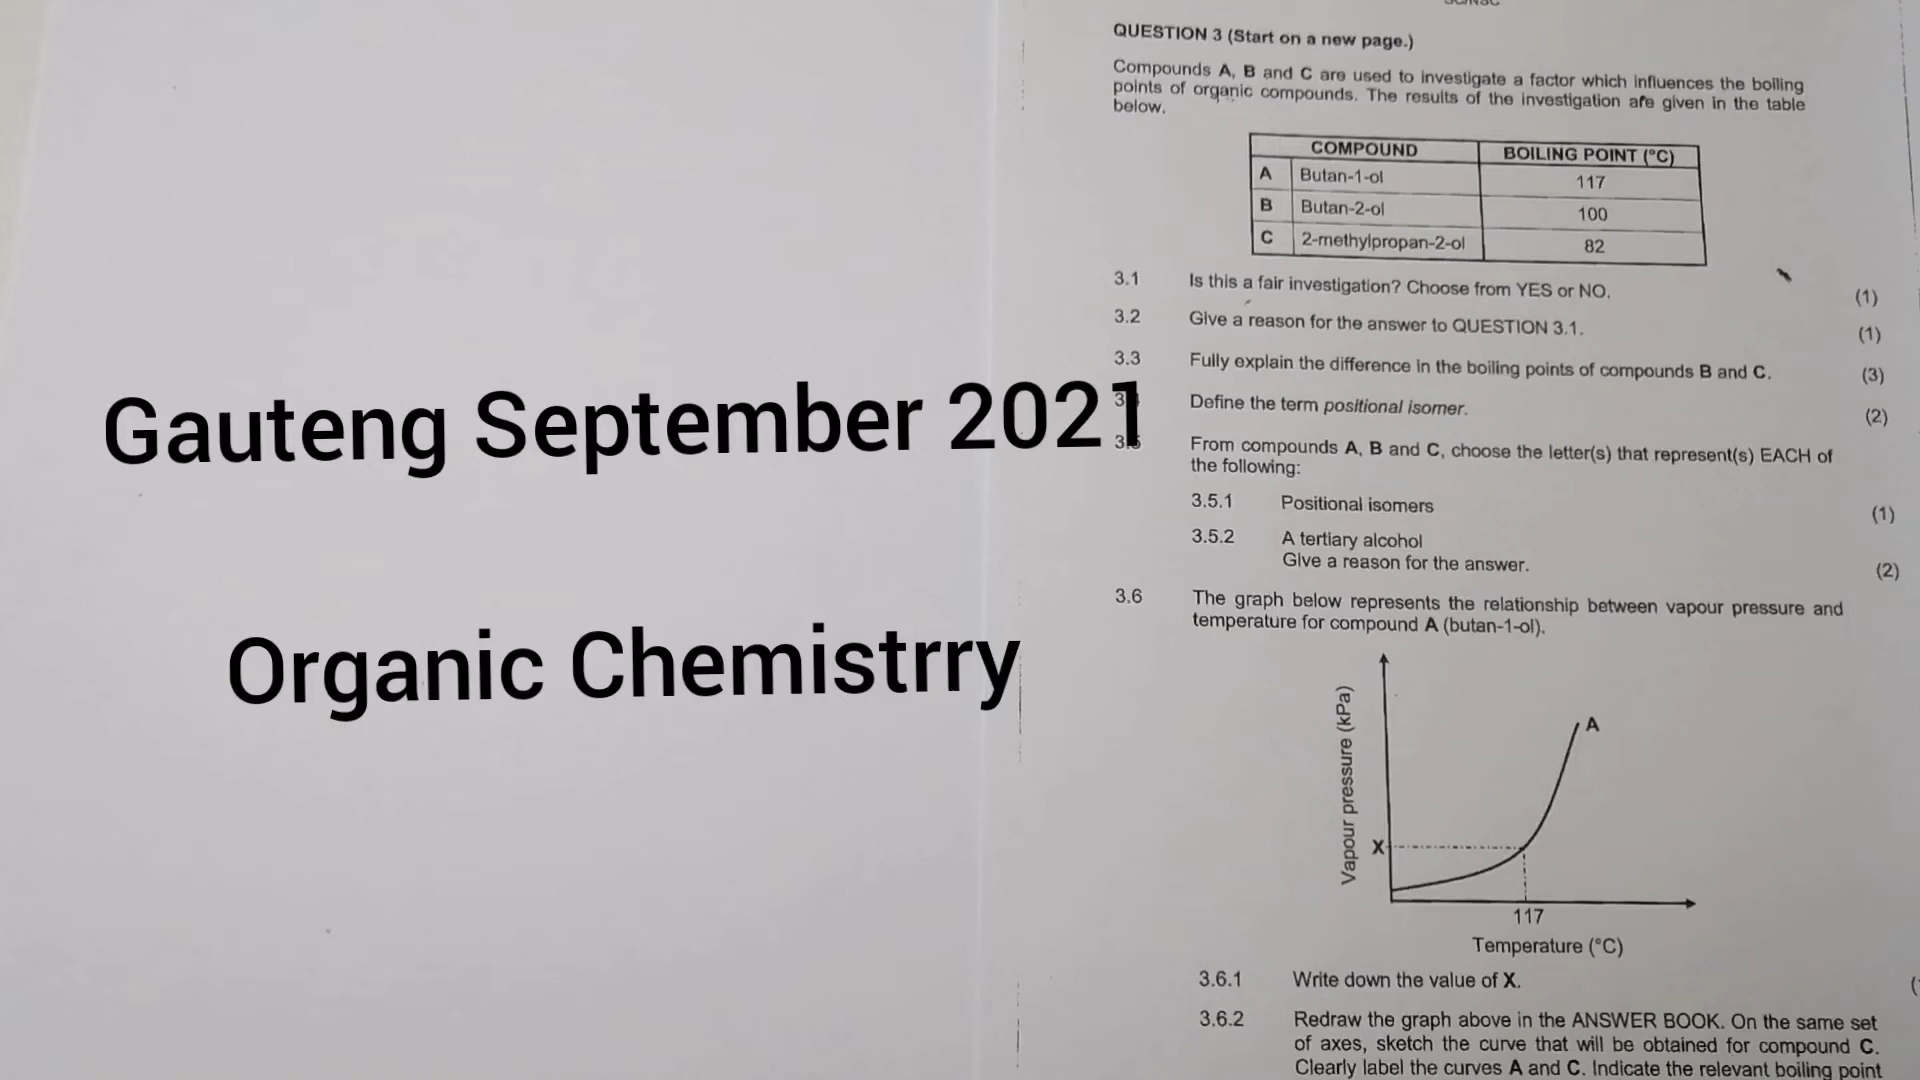 Gauteng September 2021
Organic Chemistrry
QUESTION 3 (Start on a new page.)
Compounds A, B and C are used to investigate a factor which influences the boiling
points of organic compounds. The results of the investigation are given in the table
below.
COMPOUND BOILING POINT (°C)
A Butan-1-ol 117
B Butan-2-ol 100
C 2-methylpropan-2-ol 82
3.1 Is this a fair investigation? Choose from YES or NO. (1)
3.2 Give a reason for the answer to QUESTION 3.1. (1)
3.3 Fully explain the difference in the boiling points of compounds B and C. (3)
Define the term positional isomer. (2)
From compounds A, B and C, choose the letter(s) that represent(s) EACH of
the following:
3.5.1 Positional isomers (1)
3.5.2 A tertiary alcohol
Give a reason for the answer. (2)
3.6 The graph below represents the relationship between vapour pressure and
temperature for compound A (butan-1-ol).
Vapour pressure (kPa)
A
X
117
Temperature (°C)
3.6.1 Write down the value of X.
3.6.2 Redraw the graph above in the ANSWER BOOK. On the same set
of axes, sketch the curve that will be obtained for compound C.
Clearly label the curves A and C. Indicate the relevant boiling point